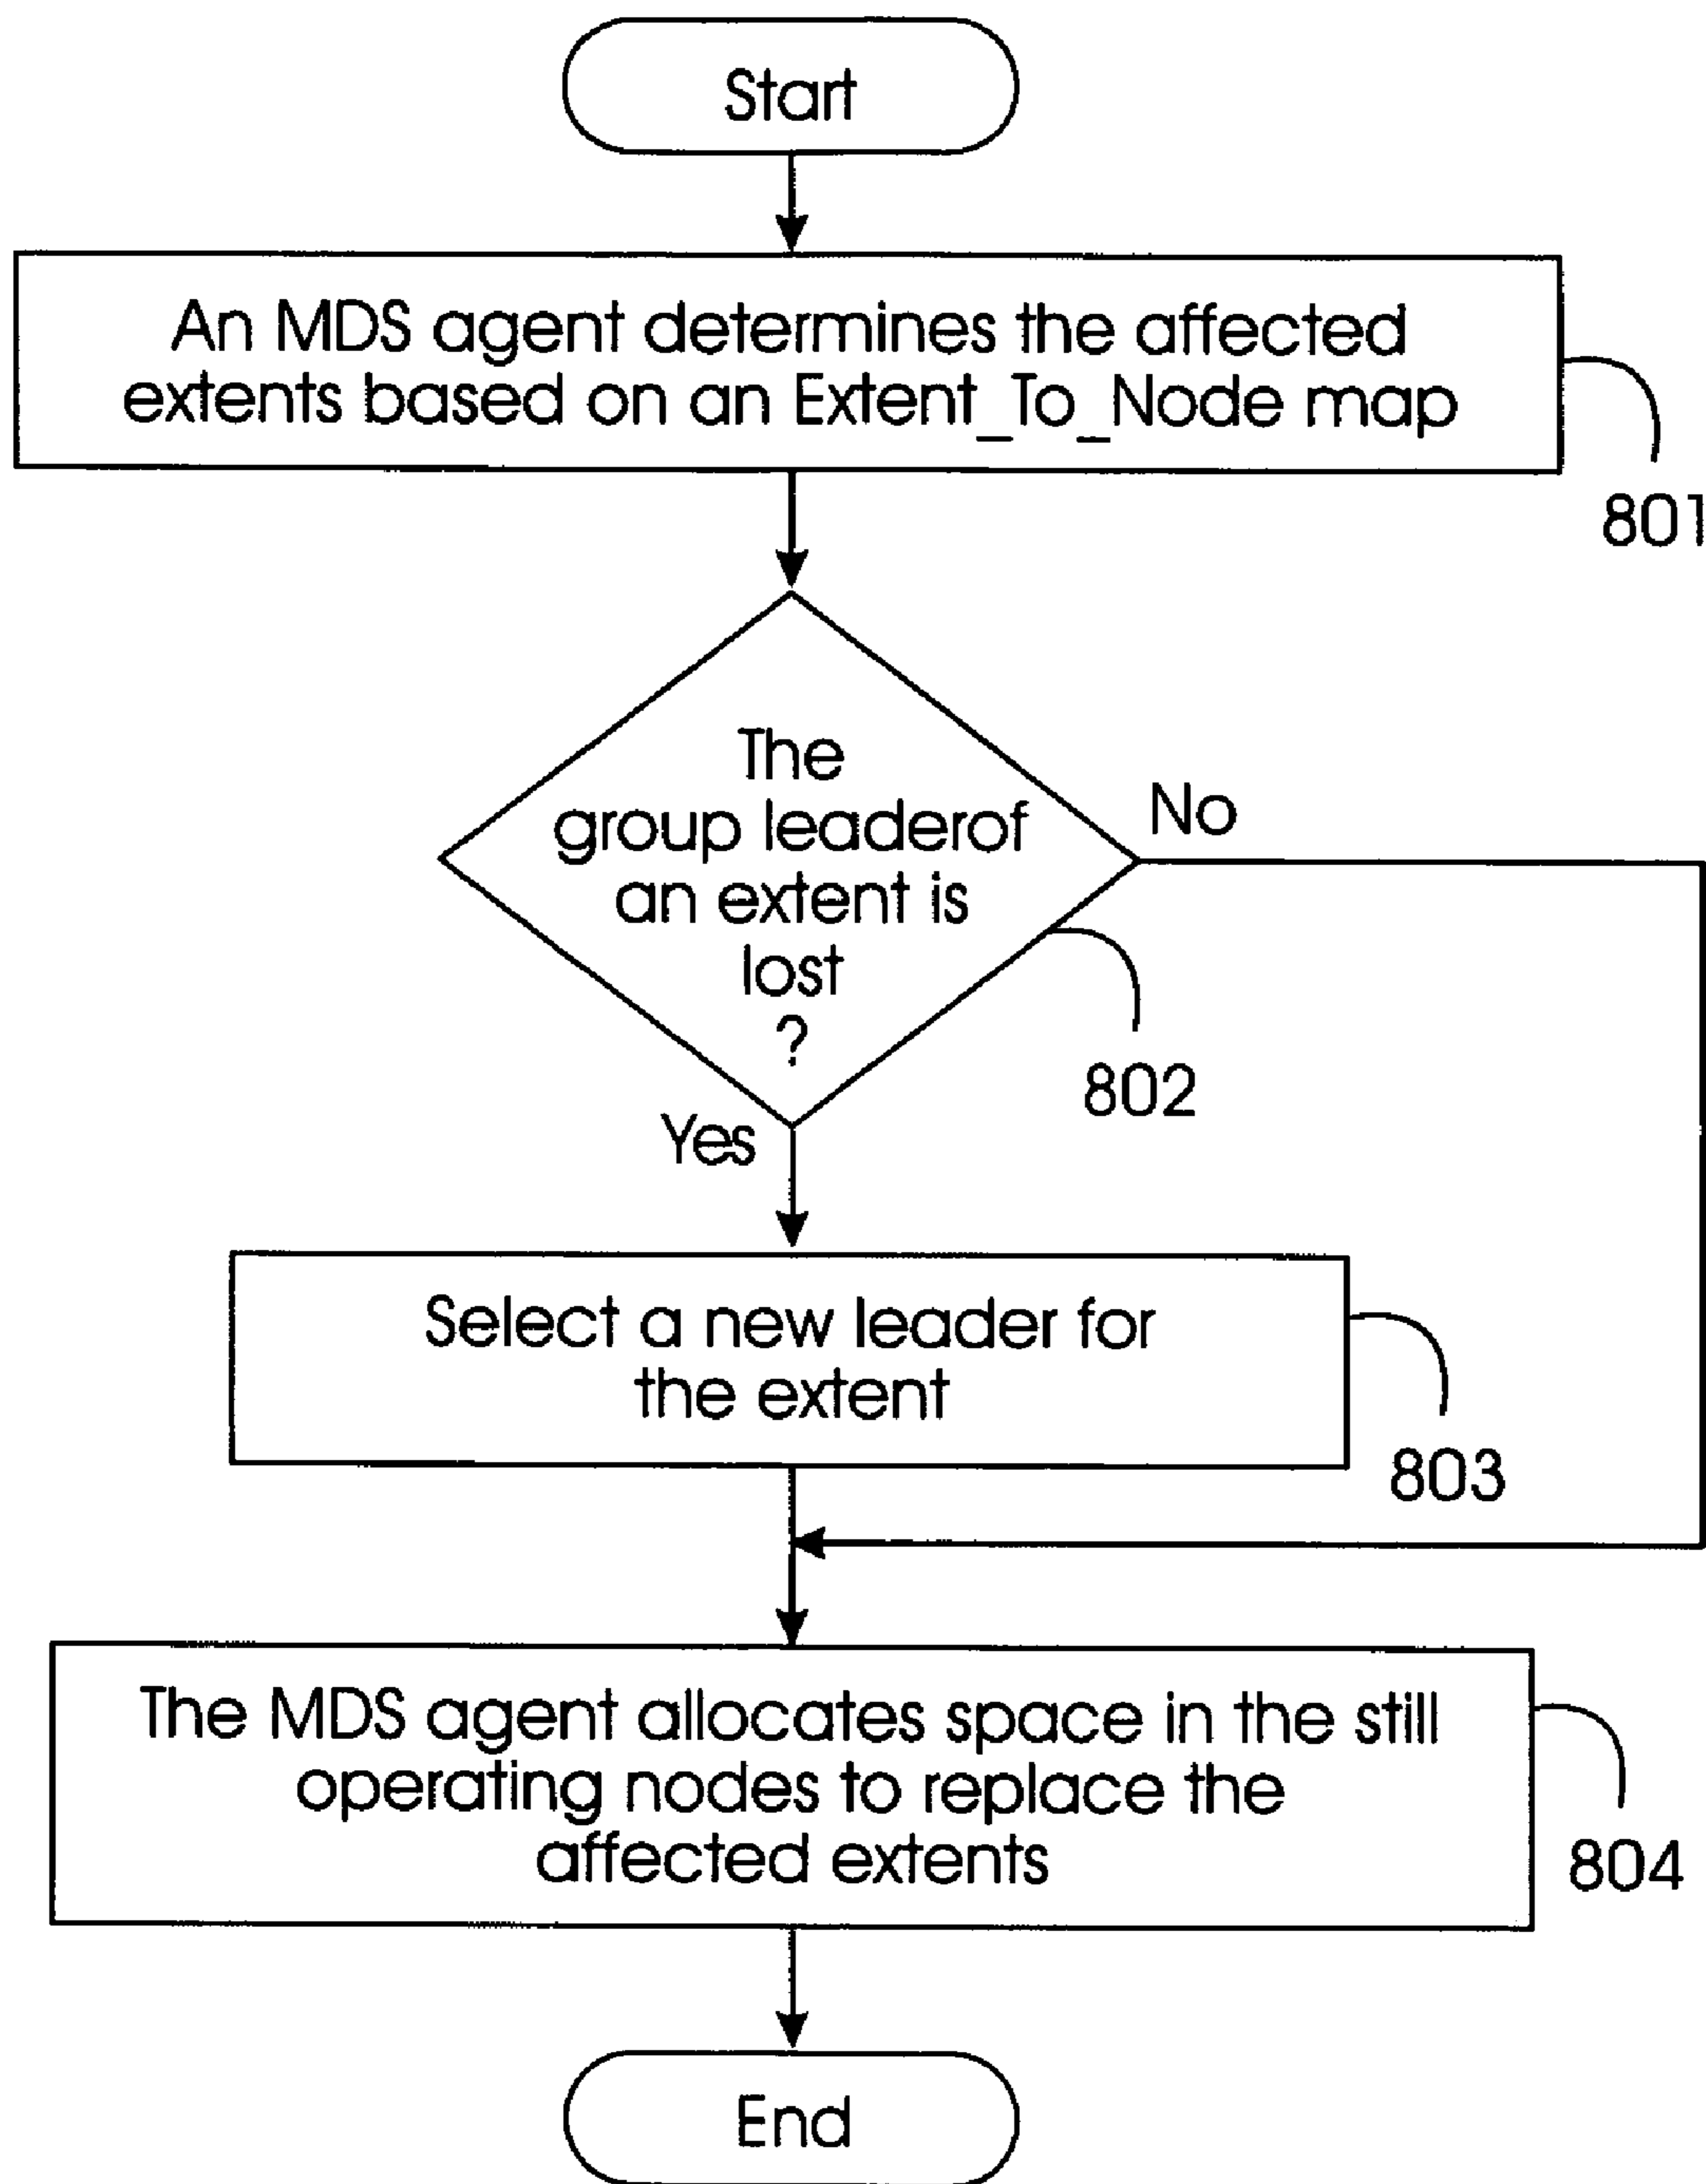 Start
An MDS agent determines the affected
extents based on an Extent_To_Node map
801
The
group leaderof
an extent is
lost
?
No
802
Yes
Select a new leader for
the extent
803
The MDS agent allocates space in the still
operating nodes to replace the
affected extents
804
End